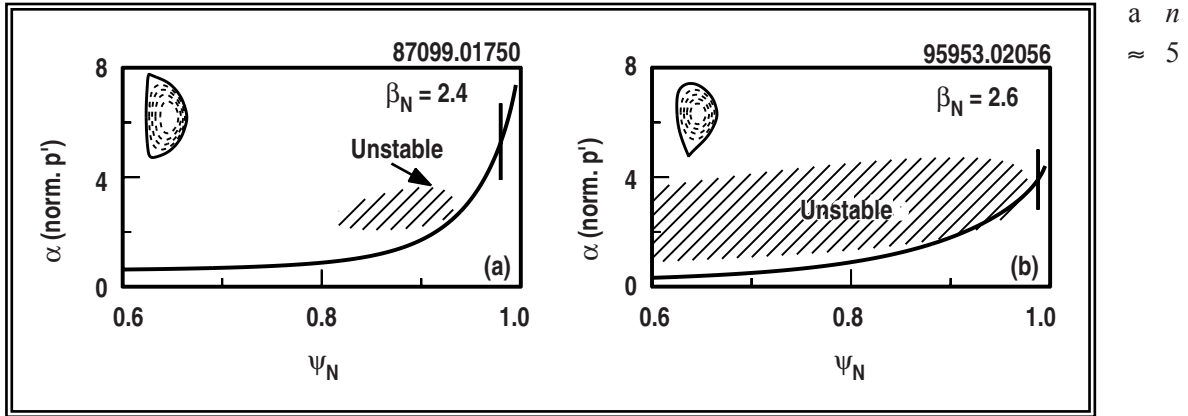 87099.01750
8
β_N = 2.4
Unstable
4
0
(a)
0.6
0.8
1.0
α (norm. p')
ψ_N
95953.02056
8
β_N = 2.6
4
Unstable
0
(b)
0.6
0.8
1.0
α (norm. p')
ψ_N
a n
≈ 5